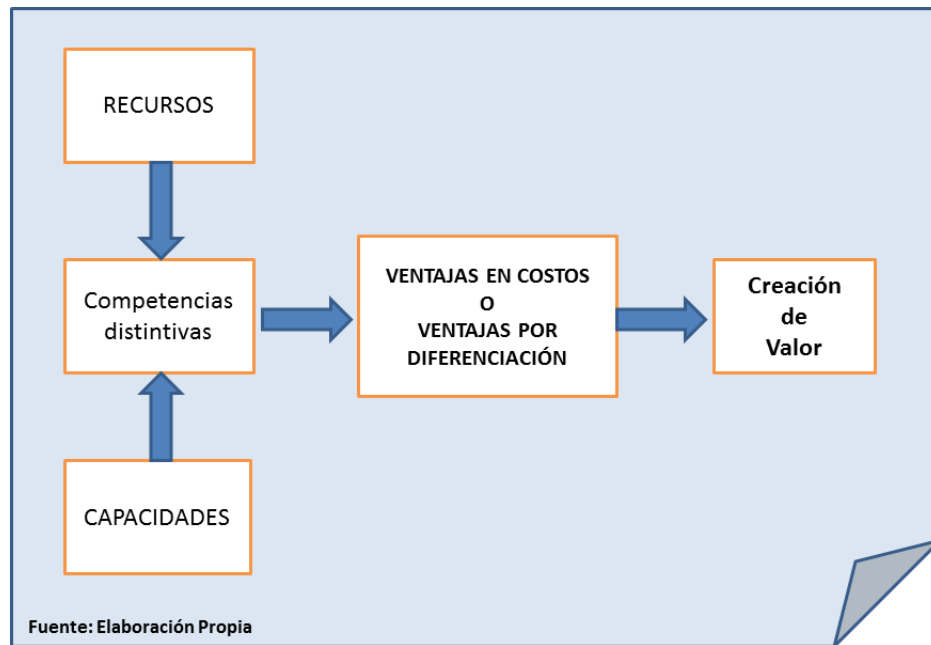 RECURSOS
Competencias
distintivas
CAPACIDADES
VENTAJAS EN COSTOS
O
VENTAJAS POR
DIFERENCIACIÓN
Creación
de
Valor
Fuente: Elaboración Propia